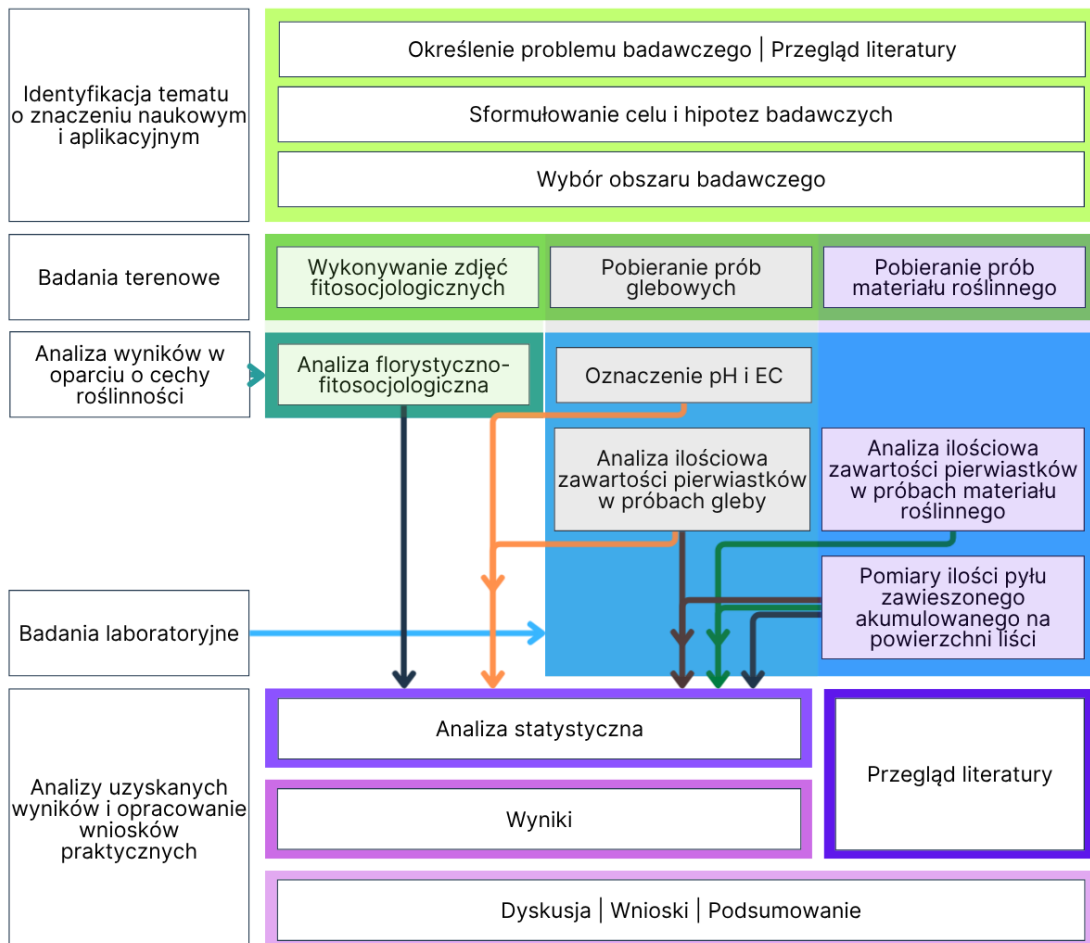 Identyfikacja tematu
o znaczeniu naukowym
i aplikacyjnym
Określenie problemu badawczego | Przegląd literatury
Sformułowanie celu i hipotez badawczych
Wybór obszaru badawczego
Badania terenowe
Wykonywanie zdjęć
fitosocjologicznych
Pobieranie prób
glebowych
Pobieranie prób
materiału roślinnego
Analiza wyników w
oparciu o cechy
roślinności
Analiza florystyczno-
fitosocjologiczna
Oznaczenie pH i EC
Analiza ilościowa
zawartości pierwiastków
w próbach gleby
Analiza ilościowa
zawartości pierwiastków
w próbach materiału
roślinnego
Badania laboratoryjne
Pomiary ilości pyłu
zawieszonego
akumulowanego na
powierzchni liści
Analizy uzyskanych
wyników i opracowanie
wniosków
praktycznych
Analiza statystyczna
Przegląd literatury
Wyniki
Dyskusja | Wnioski | Podsumowanie